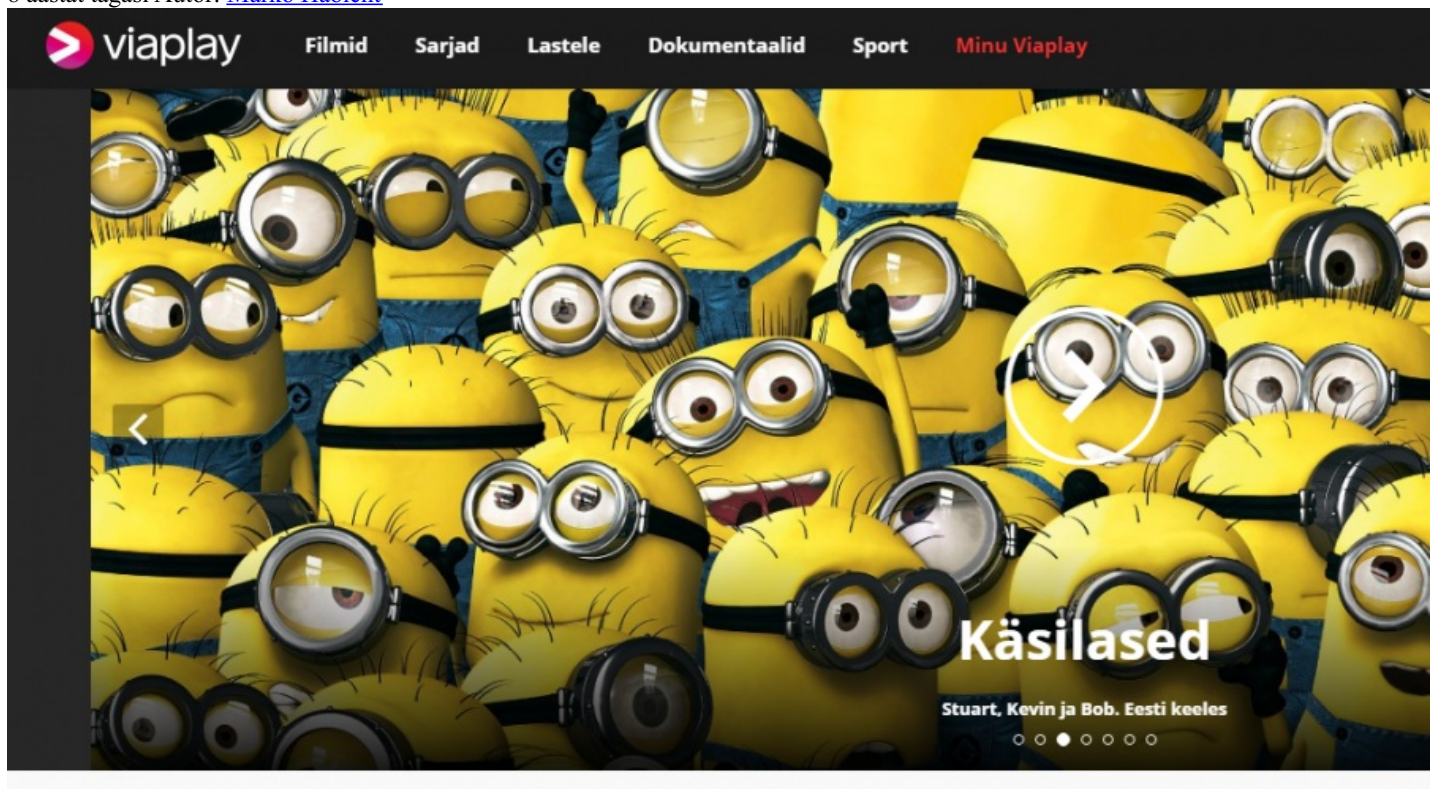 viaplay Filmid Sarjad Lastele Dokumentaalid Sport Minu Viaplay
Käsilased
Stuart, Kevin ja Bob. Eesti keeles